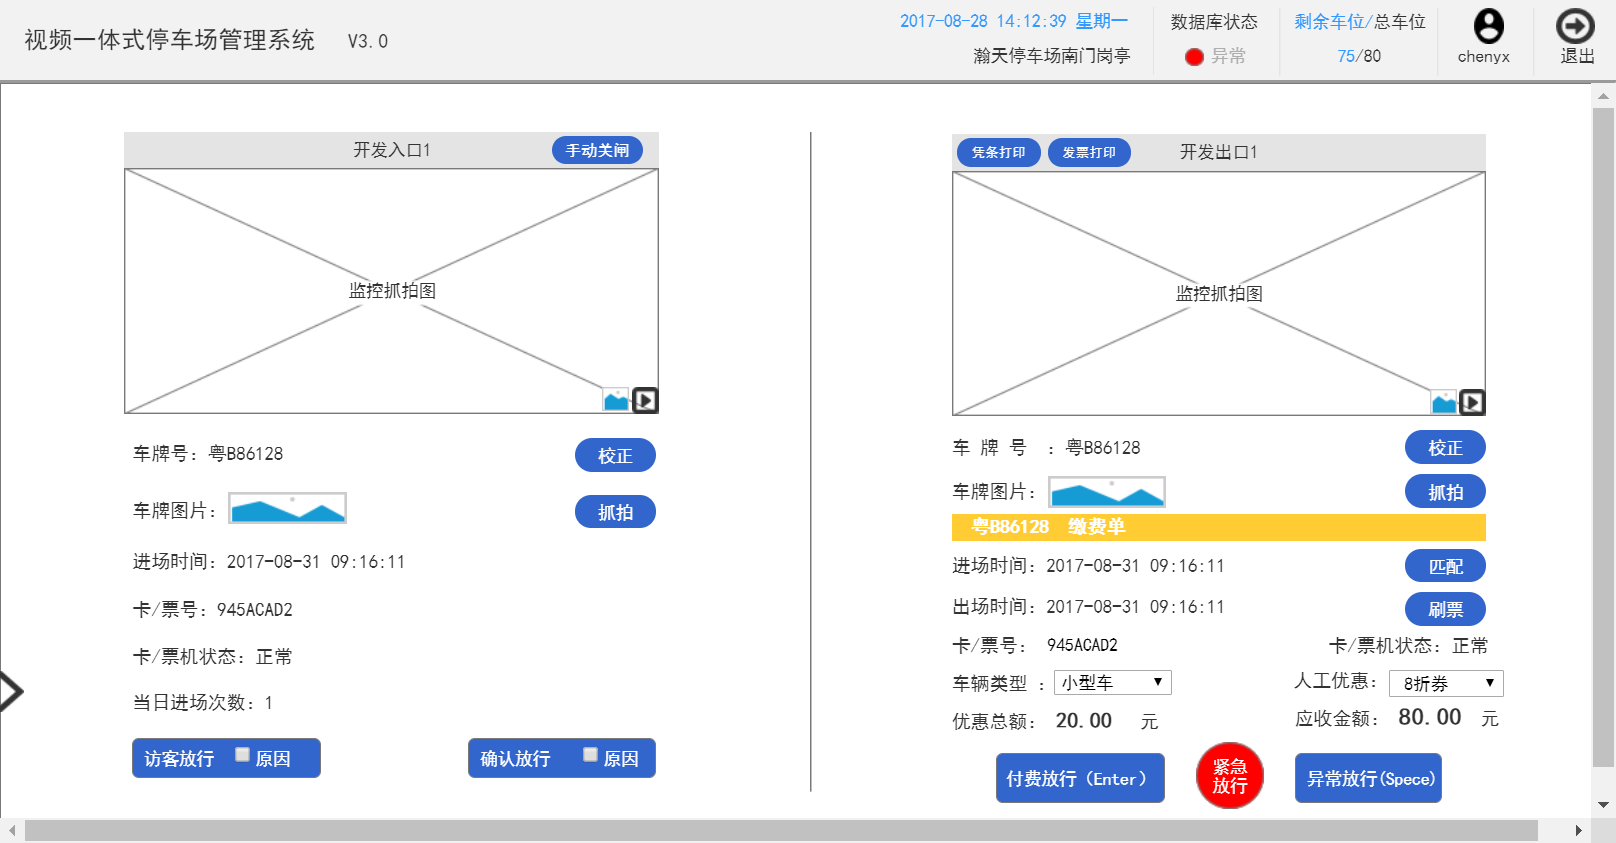 视频一体式停车场管理系统 V3.0
2017-08-28 14:12:39 星期一
瀚天停车场南门岗亭
数据库状态
异常
剩余车位/总车位
75/80
chenyx
退出
开发入口1 手动关闸
监控抓拍图
车牌号：粤B86128 校正
车牌图片： 抓拍
进场时间：2017-08-31 09:16:11
卡/票号：945ACAD2
卡/票机状态：正常
当日进场次数：1
访客放行 原因
确认放行 原因
凭条打印 发票打印 开发出口1
监控抓拍图
车 牌 号 ：粤B86128 校正
车牌图片： 抓拍
粤B86128 缴费单
进场时间：2017-08-31 09:16:11 匹配
出场时间：2017-08-31 09:16:11 刷票
卡/票号： 945ACAD2 卡/票机状态：正常
车辆类型 ：小型车 人工优惠：8折券
优惠总额： 20.00 元 应收金额： 80.00 元
付费放行（Enter）
紧急
放行
异常放行(Spece)